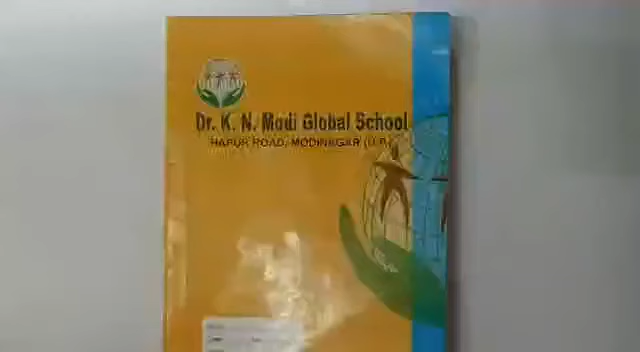 Dr. K. N. Modi Global School
HAPUR ROAD, MODINAGAR (U.P.)